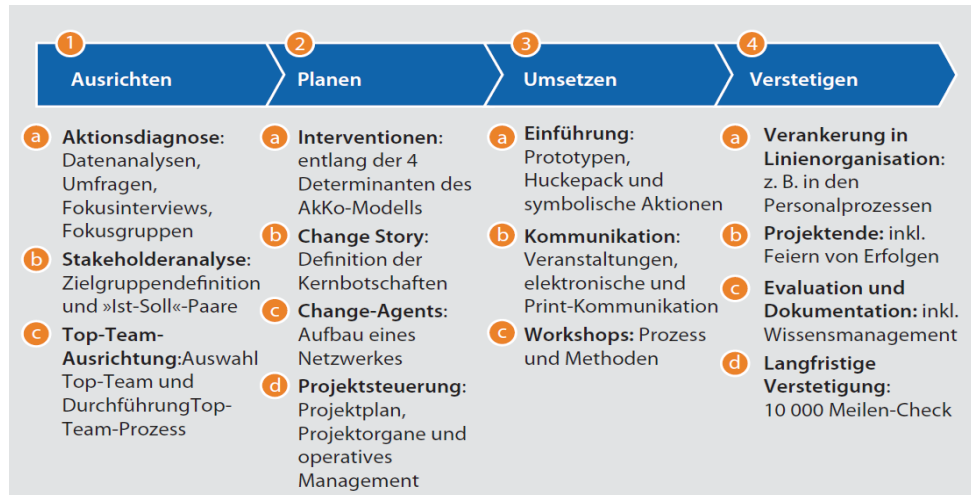 1
Ausrichten
2
Planen
3
Umsetzen
4
Verstetigen
a Aktionsdiagnose:
Datenanalysen,
Umfragen,
Fokusinterviews,
Fokusgruppen
b Stakeholderanalyse:
Zielgruppendefinition
und »Ist-Soll«-Paare
c Top-Team-
Ausrichtung:Auswahl
Top-Team und
DurchführungTop-
Team-Prozess
a Interventionen:
entlang der 4
Determinanten des
AkKo-Modells
b Change Story:
Definition der
Kernbotschaften
c Change-Agents:
Aufbau eines
Netzwerkes
d Projektsteuerung:
Projektplan,
Projektorgane und
operatives
Management
a Einführung:
Prototypen,
Huckepack und
symbolische Aktionen
b Kommunikation:
Veranstaltungen,
elektronische und
Print-Kommunikation
c Workshops: Prozess
und Methoden
a Verankerung in
Linienorganisation:
z. B. in den
Personalprozessen
b Projektende: inkl.
Feiern von Erfolgen
c Evaluation und
Dokumentation: inkl.
Wissensmanagement
d Langfristige
Verstetigung:
10 000 Meilen-Check